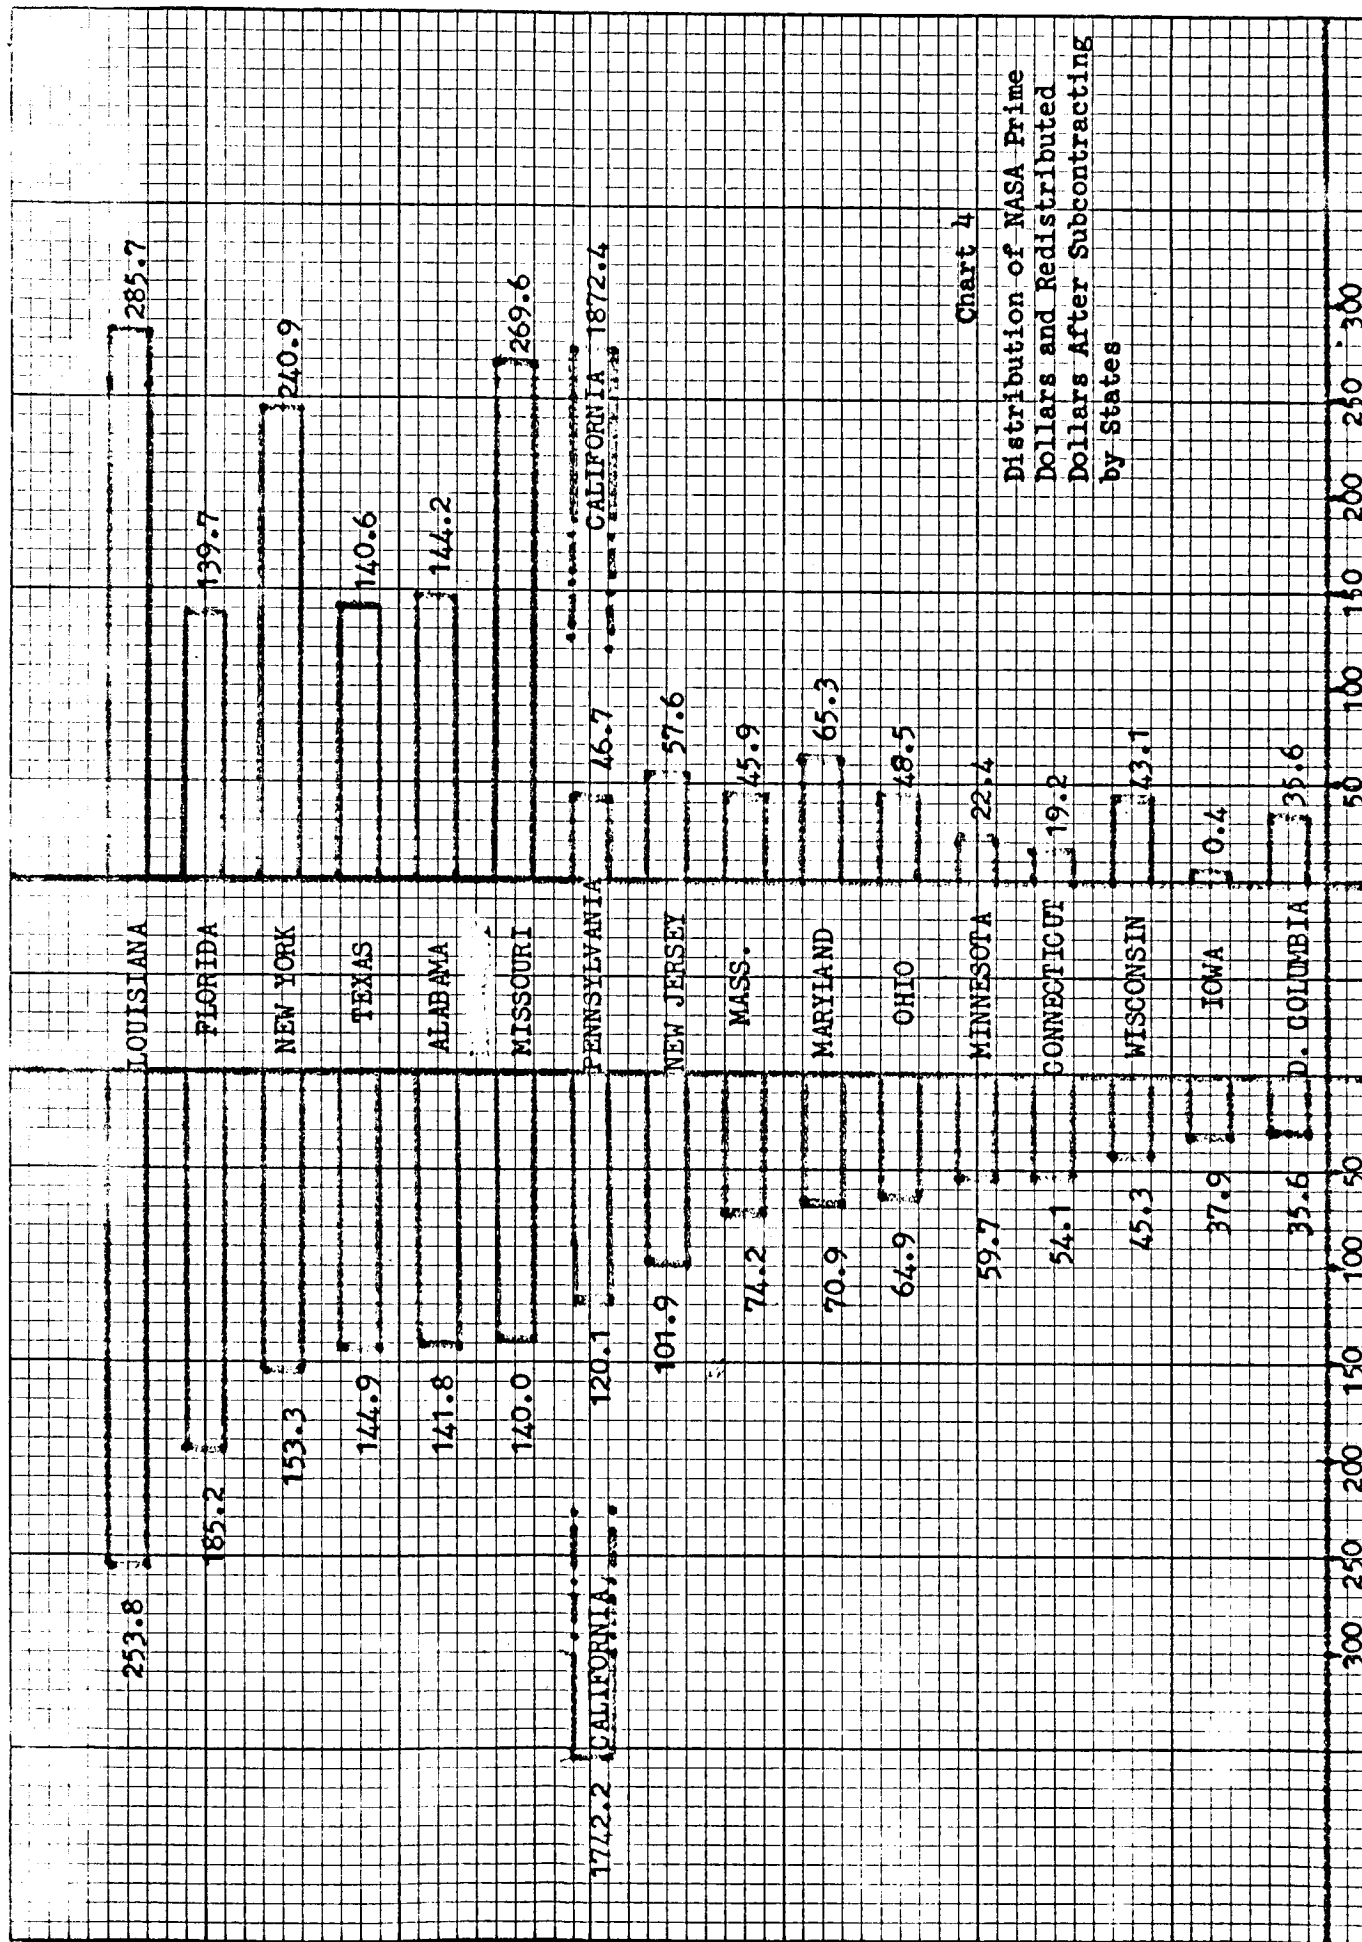 253.8 LOUISIANA 285.7
185.2 FLORIDA 139.7
153.3 NEW YORK 240.9
144.9 TEXAS 140.6
141.8 ALABAMA 144.2
140.0 MISSOURI 269.6
1742.2 CALIFORNIA 120.1 PENNSYLVANIA 46.7 CALIFORNIA 1872.4
101.9 NEW JERSEY 57.6
74.2 MASS. 45.9
70.9 MARYLAND 65.3
64.9 OHIO 48.5
59.7 MINNESOTA 22.4
54.1 CONNECTICUT 19.2
45.3 WISCONSIN 43.1
37.9 IOWA 0.4
35.6 D. COLUMBIA 35.6
Chart 4
Distribution of NASA Prime
Dollars and Redistributed
Dollars After Subcontracting
by States
300 250 200 150 100 50 50 100 150 200 250 300